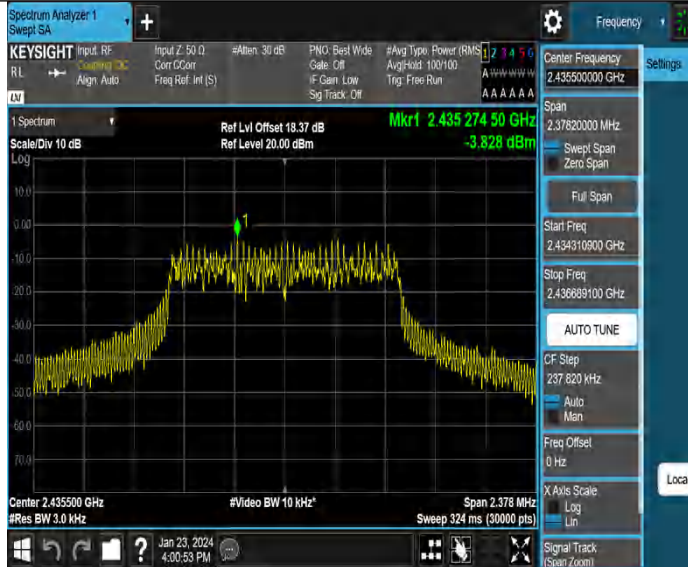 Spectrum Analyzer 1
Swept SA
+
Frequency
KEYSIGHT
Input: RF
Input Z: 50 Ω
#Atten: 30 dB
PNO: Best Wide
#Avg Type: Power (RMS
1 2 3 4 5 6
RL
Coupling: DC
Corr CCorr
Gate: Off
Avg|Hold: 100/100
A W W W W W
Align: Auto
Freq Ref: Int (S)
IF Gain: Low
Trig: Free Run
Sig Track: Off
A A A A A A
LXI
1 Spectrum
Ref Lvl Offset 18.37 dB
Mkr1 2.435 274 50 GHz
Scale/Div 10 dB
Ref Level 20.00 dBm
-3.828 dBm
Log
10.0
0.00
1
-10.0
-20.0
-30.0
-40.0
-50.0
-60.0
-70.0
Center 2.435500 GHz
#Video BW 10 kHz*
Span 2.378 MHz
#Res BW 3.0 kHz
Sweep 324 ms (30000 pts)
?
Jan 23, 2024
4:00:53 PM
Center Frequency
2.435500000 GHz
Settings
Span
2.37820000 MHz
Swept Span
Zero Span
Full Span
Start Freq
2.434310900 GHz
Stop Freq
2.436689100 GHz
AUTO TUNE
CF Step
237.820 kHz
Auto
Man
Freq Offset
0 Hz
X Axis Scale
Log
Lin
Loca
Signal Track
(Span Zoom)